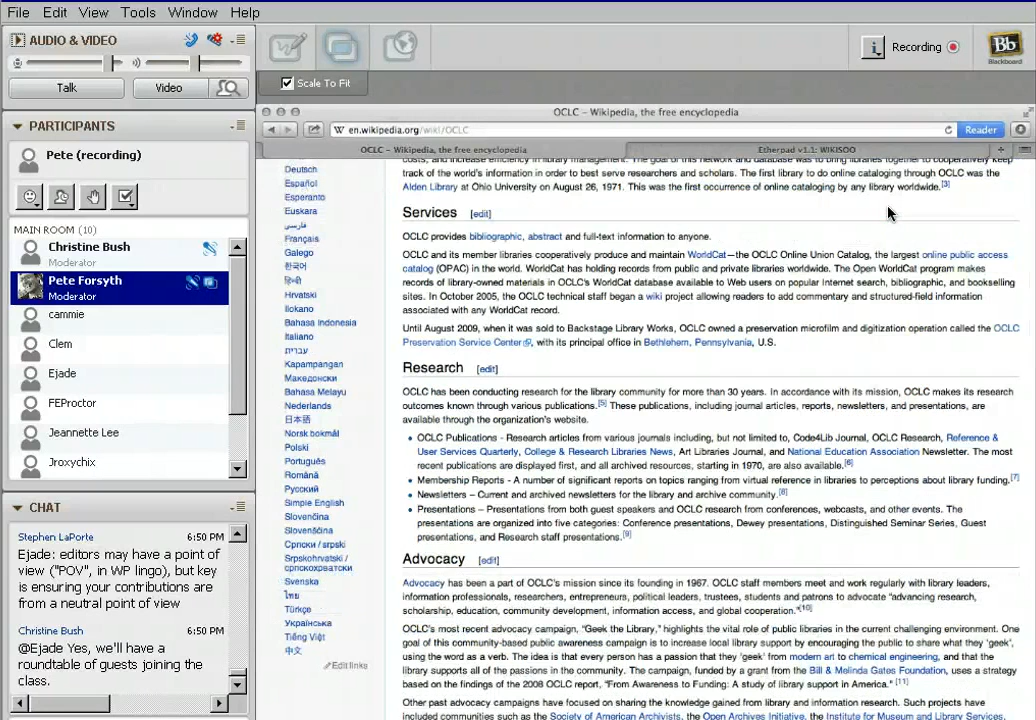 File Edit View Tools Window Help
AUDIO & VIDEO
Talk
Video
PARTICIPANTS
Pete (recording)
MAIN ROOM (10)
Christine Bush
Moderator
Pete Forsyth
Moderator
cammie
Clem
Ejade
FEProctor
Jeannette Lee
Jroxychix
CHAT
Stephen LaPorte 6:50 PM
Ejade: editors may have a point of
view ("POV", in WP lingo), but key
is ensuring your contributions are
from a neutral point of view
Christine Bush 6:50 PM
@Ejade Yes, we'll have a
roundtable of guests joining the
class.
Recording
Bb
Blackboard
Scale To Fit
OCLC – Wikipedia, the free encyclopedia
W en.wikipedia.org/wiki/OCLC
Reader
OCLC – Wikipedia, the free encyclopedia
Etherpad v1.1: WIKISOO
Deutsch
Español
Esperanto
Euskara
فارسی
Français
Galego
한국어
हिन्दी
Hrvatski
Ilokano
Bahasa Indonesia
Italiano
עברית
Kapampangan
Македонски
Bahasa Melayu
Nederlands
日本語
Norsk bokmål
Polski
Português
Română
Русский
Simple English
Slovenčina
Slovenščina
Српски / srpski
Srpskohrvatski /
српскохрватски
Svenska
ไทย
Türkçe
Українська
Tiếng Việt
中文
Edit links
costs, and increase efficiency in library management. The goal of this network and database was to bring libraries together to cooperatively keep
track of the world's information in order to best serve researchers and scholars. The first library to do online cataloging through OCLC was the
Alden Library at Ohio University on August 26, 1971. This was the first occurrence of online cataloging by any library worldwide.[3]
Services [edit]
OCLC provides bibliographic, abstract and full-text information to anyone.
OCLC and its member libraries cooperatively produce and maintain WorldCat—the OCLC Online Union Catalog, the largest online public access
catalog (OPAC) in the world. WorldCat has holding records from public and private libraries worldwide. The Open WorldCat program makes
records of library-owned materials in OCLC's WorldCat database available to Web users on popular Internet search, bibliographic, and bookselling
sites. In October 2005, the OCLC technical staff began a wiki project allowing readers to add commentary and structured-field information
associated with any WorldCat record.
Until August 2009, when it was sold to Backstage Library Works, OCLC owned a preservation microfilm and digitization operation called the OCLC
Preservation Service Center, with its principal office in Bethlehem, Pennsylvania, U.S.
Research [edit]
OCLC has been conducting research for the library community for more than 30 years. In accordance with its mission, OCLC makes its research
outcomes known through various publications.[5] These publications, including journal articles, reports, newsletters, and presentations, are
available through the organization's website.
• OCLC Publications - Research articles from various journals including, but not limited to, Code4Lib Journal, OCLC Research, Reference &
User Services Quarterly, College & Research Libraries News, Art Libraries Journal, and National Education Association Newsletter. The most
recent publications are displayed first, and all archived resources, starting in 1970, are also available.[6]
• Membership Reports - A number of significant reports on topics ranging from virtual reference in libraries to perceptions about library funding.[7]
• Newsletters – Current and archived newsletters for the library and archive community.[8]
• Presentations – Presentations from both guest speakers and OCLC research from conferences, webcasts, and other events. The
presentations are organized into five categories: Conference presentations, Dewey presentations, Distinguished Seminar Series, Guest
presentations, and Research staff presentations.[9]
Advocacy [edit]
Advocacy has been a part of OCLC's mission since its founding in 1967. OCLC staff members meet and work regularly with library leaders,
information professionals, researchers, entrepreneurs, political leaders, trustees, students and patrons to advocate "advancing research,
scholarship, education, community development, information access, and global cooperation."[10]
OCLC's most recent advocacy campaign, "Geek the Library," highlights the vital role of public libraries in the current challenging environment. One
goal of this community-based public awareness campaign is to increase local library support by encouraging the public to share what they 'geek',
using the word as a verb. The idea is that every person has a passion that they 'geek' from modern art to chemical engineering, and that the
library supports all of the passions in the community. The campaign, funded by a grant from the Bill & Melinda Gates Foundation, uses a strategy
based on the findings of the 2008 OCLC report, "From Awareness to Funding: A study of library support in America." [11]
Other past advocacy campaigns have focused on sharing the knowledge gained from library and information research. Such projects have
included communities such as the Society of American Archivists, the Open Archives Initiative, the Institute for Museum and Library Services,